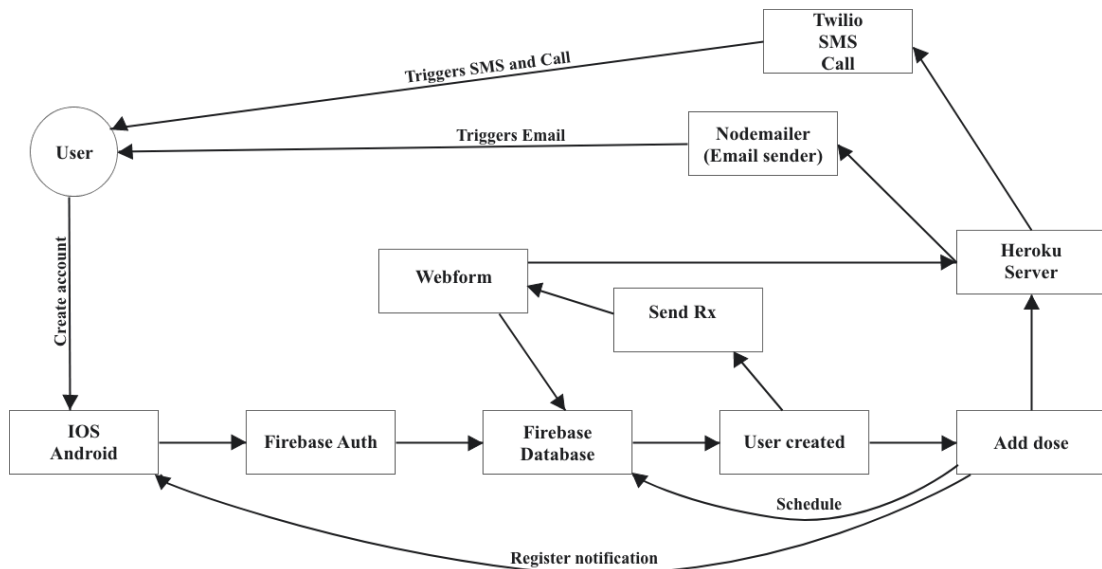 Twilio
SMS
Call
Triggers SMS and Call
Nodemailer
(Email sender)
Triggers Email
User
Create account
Heroku
Server
Webform
Send Rx
IOS
Android
Firebase Auth
Firebase
Database
User created
Add dose
Schedule
Register notification